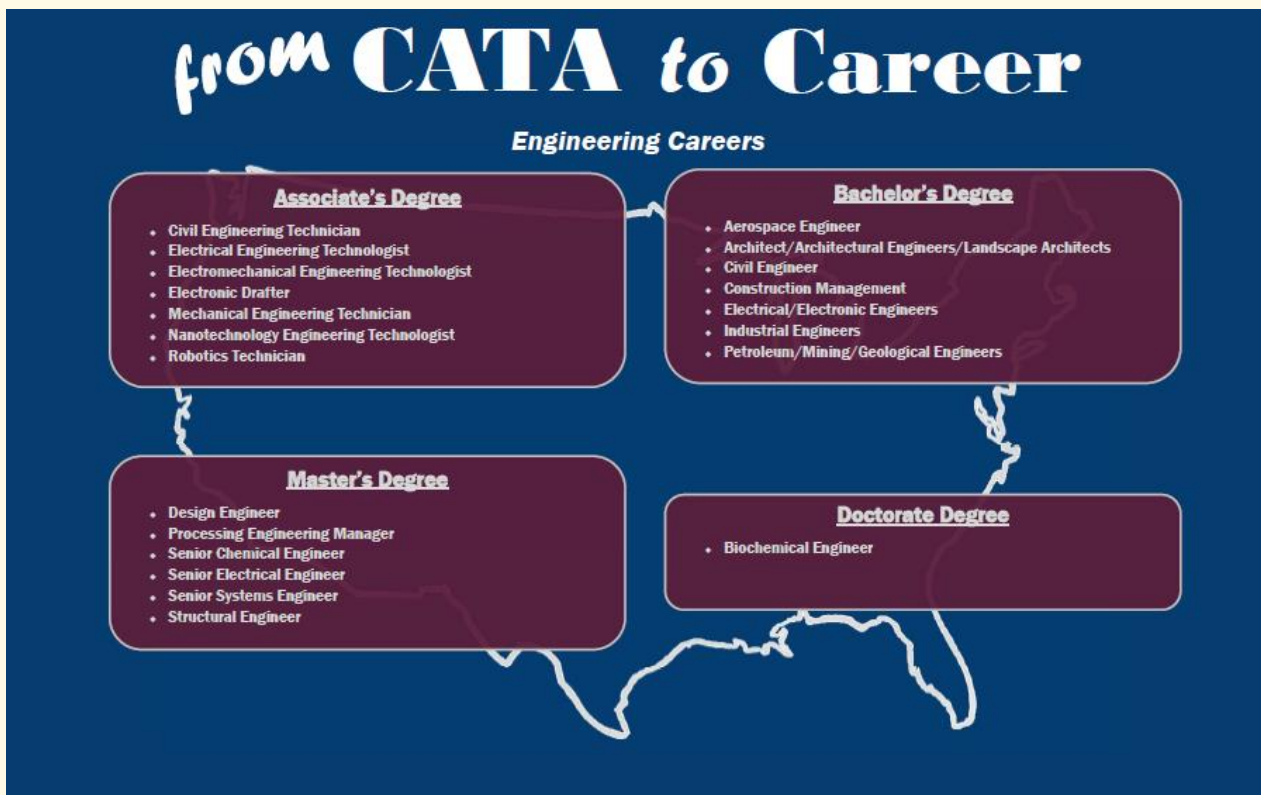 from CATA to Career
Engineering Careers
Associate's Degree
• Civil Engineering Technician
• Electrical Engineering Technologist
• Electromechanical Engineering Technologist
• Electronic Drafter
• Mechanical Engineering Technician
• Nanotechnology Engineering Technologist
• Robotics Technician
Bachelor's Degree
• Aerospace Engineer
• Architect/Architectural Engineers/Landscape Architects
• Civil Engineer
• Construction Management
• Electrical/Electronic Engineers
• Industrial Engineers
• Petroleum/Mining/Geological Engineers
Master's Degree
• Design Engineer
• Processing Engineering Manager
• Senior Chemical Engineer
• Senior Electrical Engineer
• Senior Systems Engineer
• Structural Engineer
Doctorate Degree
• Biochemical Engineer